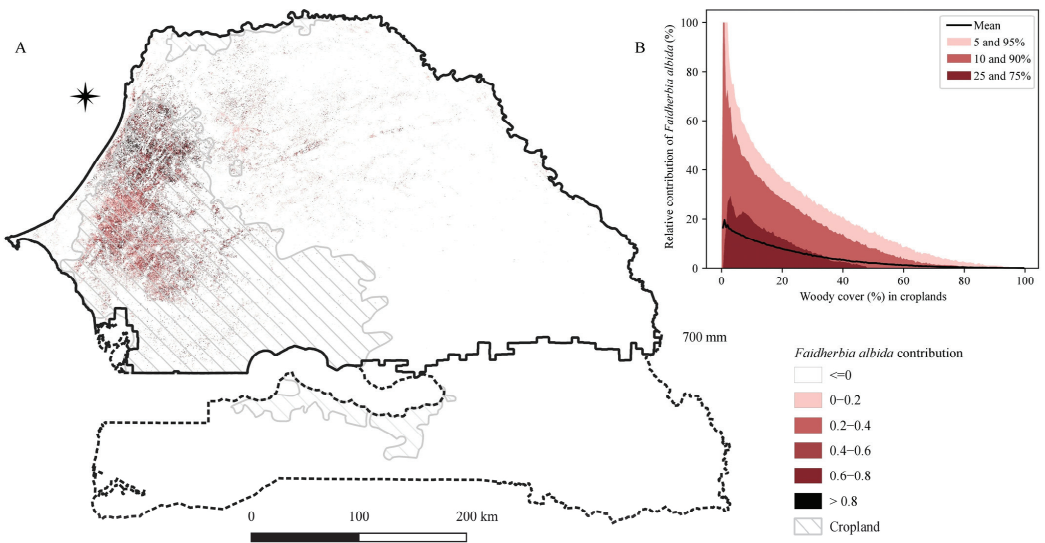 A
B
Relative contribution of Faidherbia albida (%)
100
80
60
40
20
0
Mean
5 and 95%
10 and 90%
25 and 75%
0 20 40 60 80 100
Woody cover (%) in croplands
700 mm
Faidherbia albida contribution
<=0
0−0.2
0.2−0.4
0.4−0.6
0.6−0.8
> 0.8
Cropland
0 100 200 km